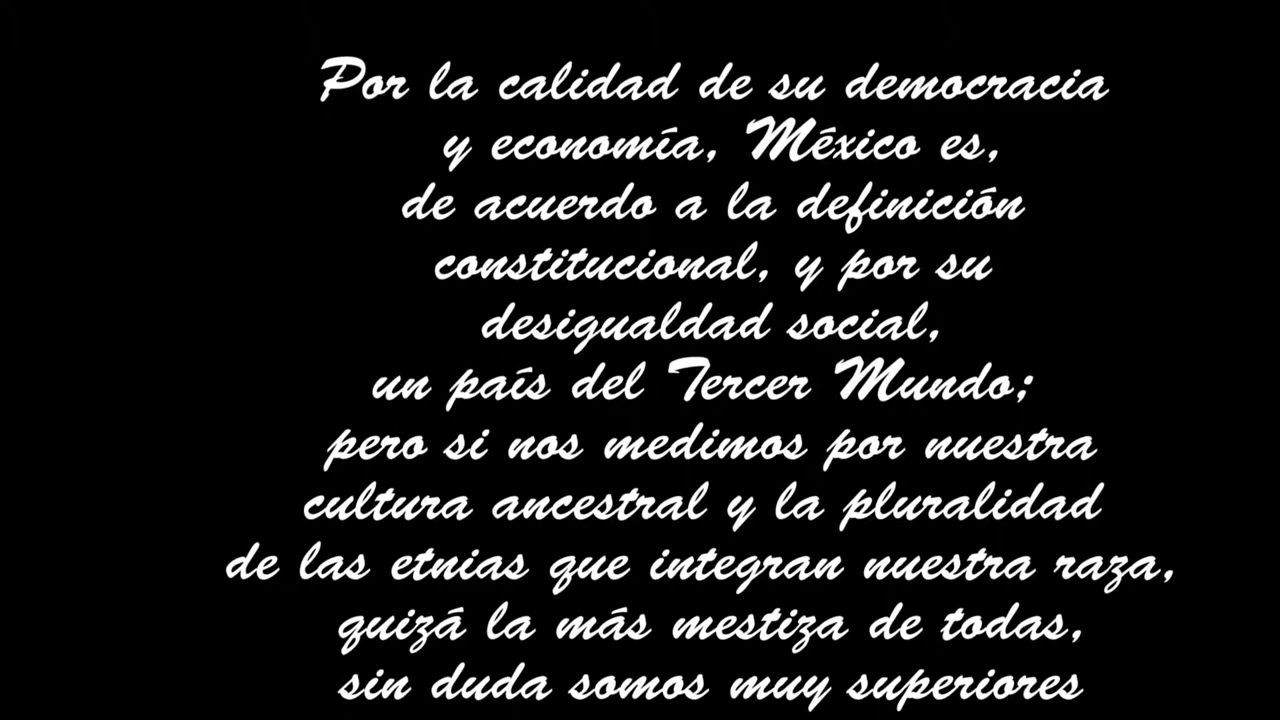 Por la calidad de su democracia
y economía, México es,
de acuerdo a la definición
constitucional, y por su
desigualdad social,
un país del Tercer Mundo;
pero si nos medimos por nuestra
cultura ancestral y la pluralidad
de las etnias que integran nuestra raza,
quizá la más mestiza de todas,
sin duda somos muy superiores